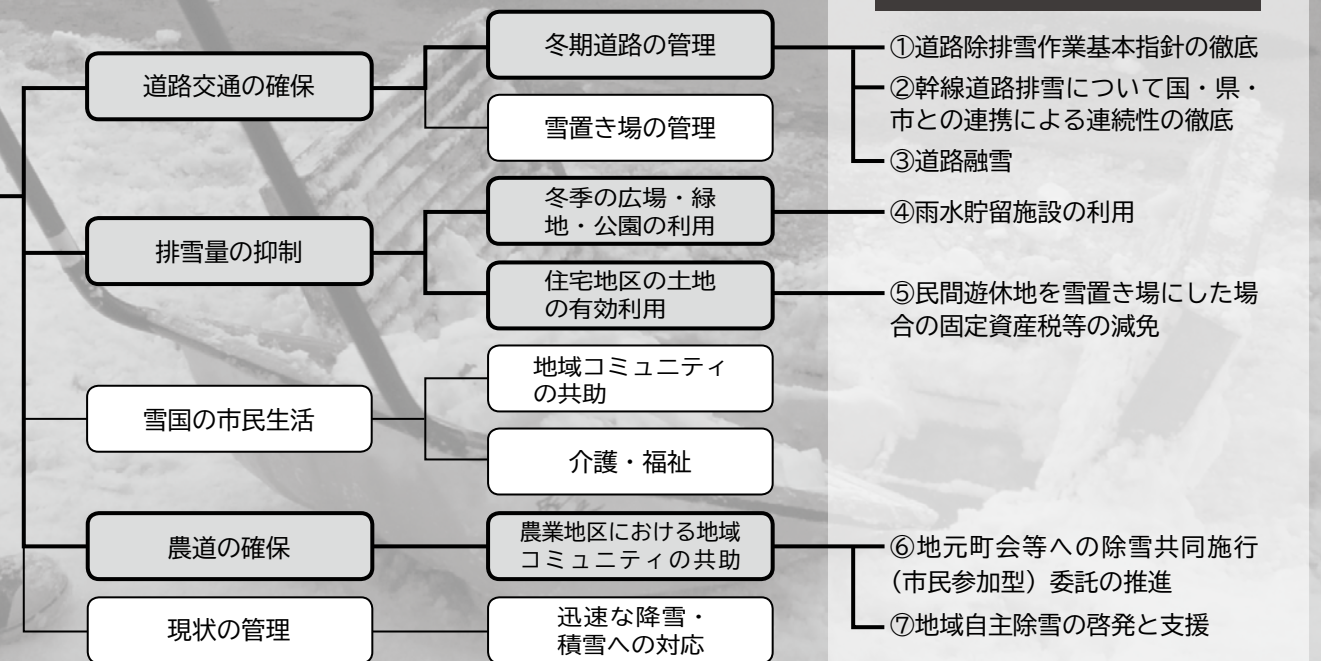 道路交通の確保
冬期道路の管理
雪置き場の管理
①道路除排雪作業基本指針の徹底
②幹線道路排雪について国・県・
市との連携による連続性の徹底
③道路融雪
排雪量の抑制
冬季の広場・緑
地・公園の利用
④雨水貯留施設の利用
住宅地区の土地
の有効利用
⑤民間遊休地を雪置き場にした場
合の固定資産税等の減免
雪国の市民生活
地域コミュニティ
の共助
介護・福祉
農道の確保
農業地区における地域
コミュニティの共助
⑥地元町会等への除雪共同施行
（市民参加型）委託の推進
⑦地域自主除雪の啓発と支援
現状の管理
迅速な降雪・
積雪への対応